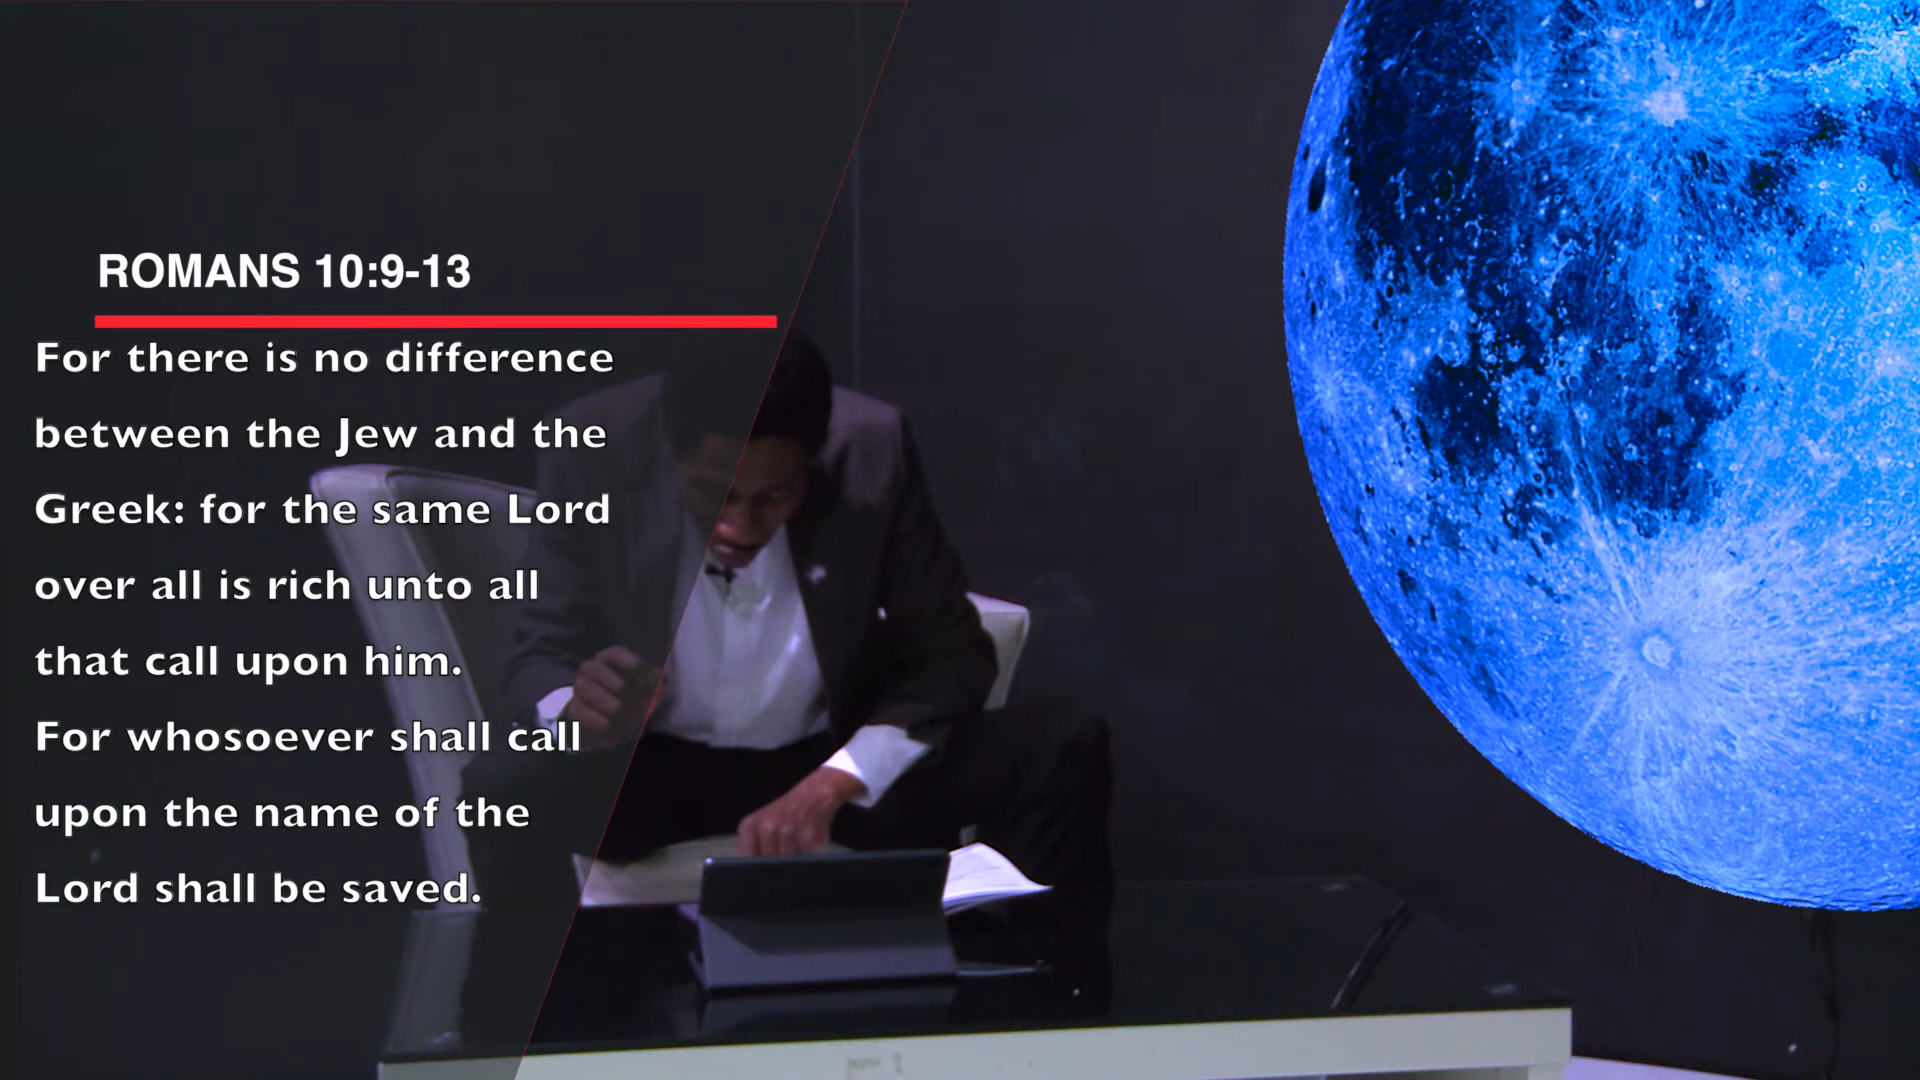 ROMANS 10:9-13
For there is no difference
between the Jew and the
Greek: for the same Lord
over all is rich unto all
that call upon him.
For whosoever shall call
upon the name of the
Lord shall be saved.